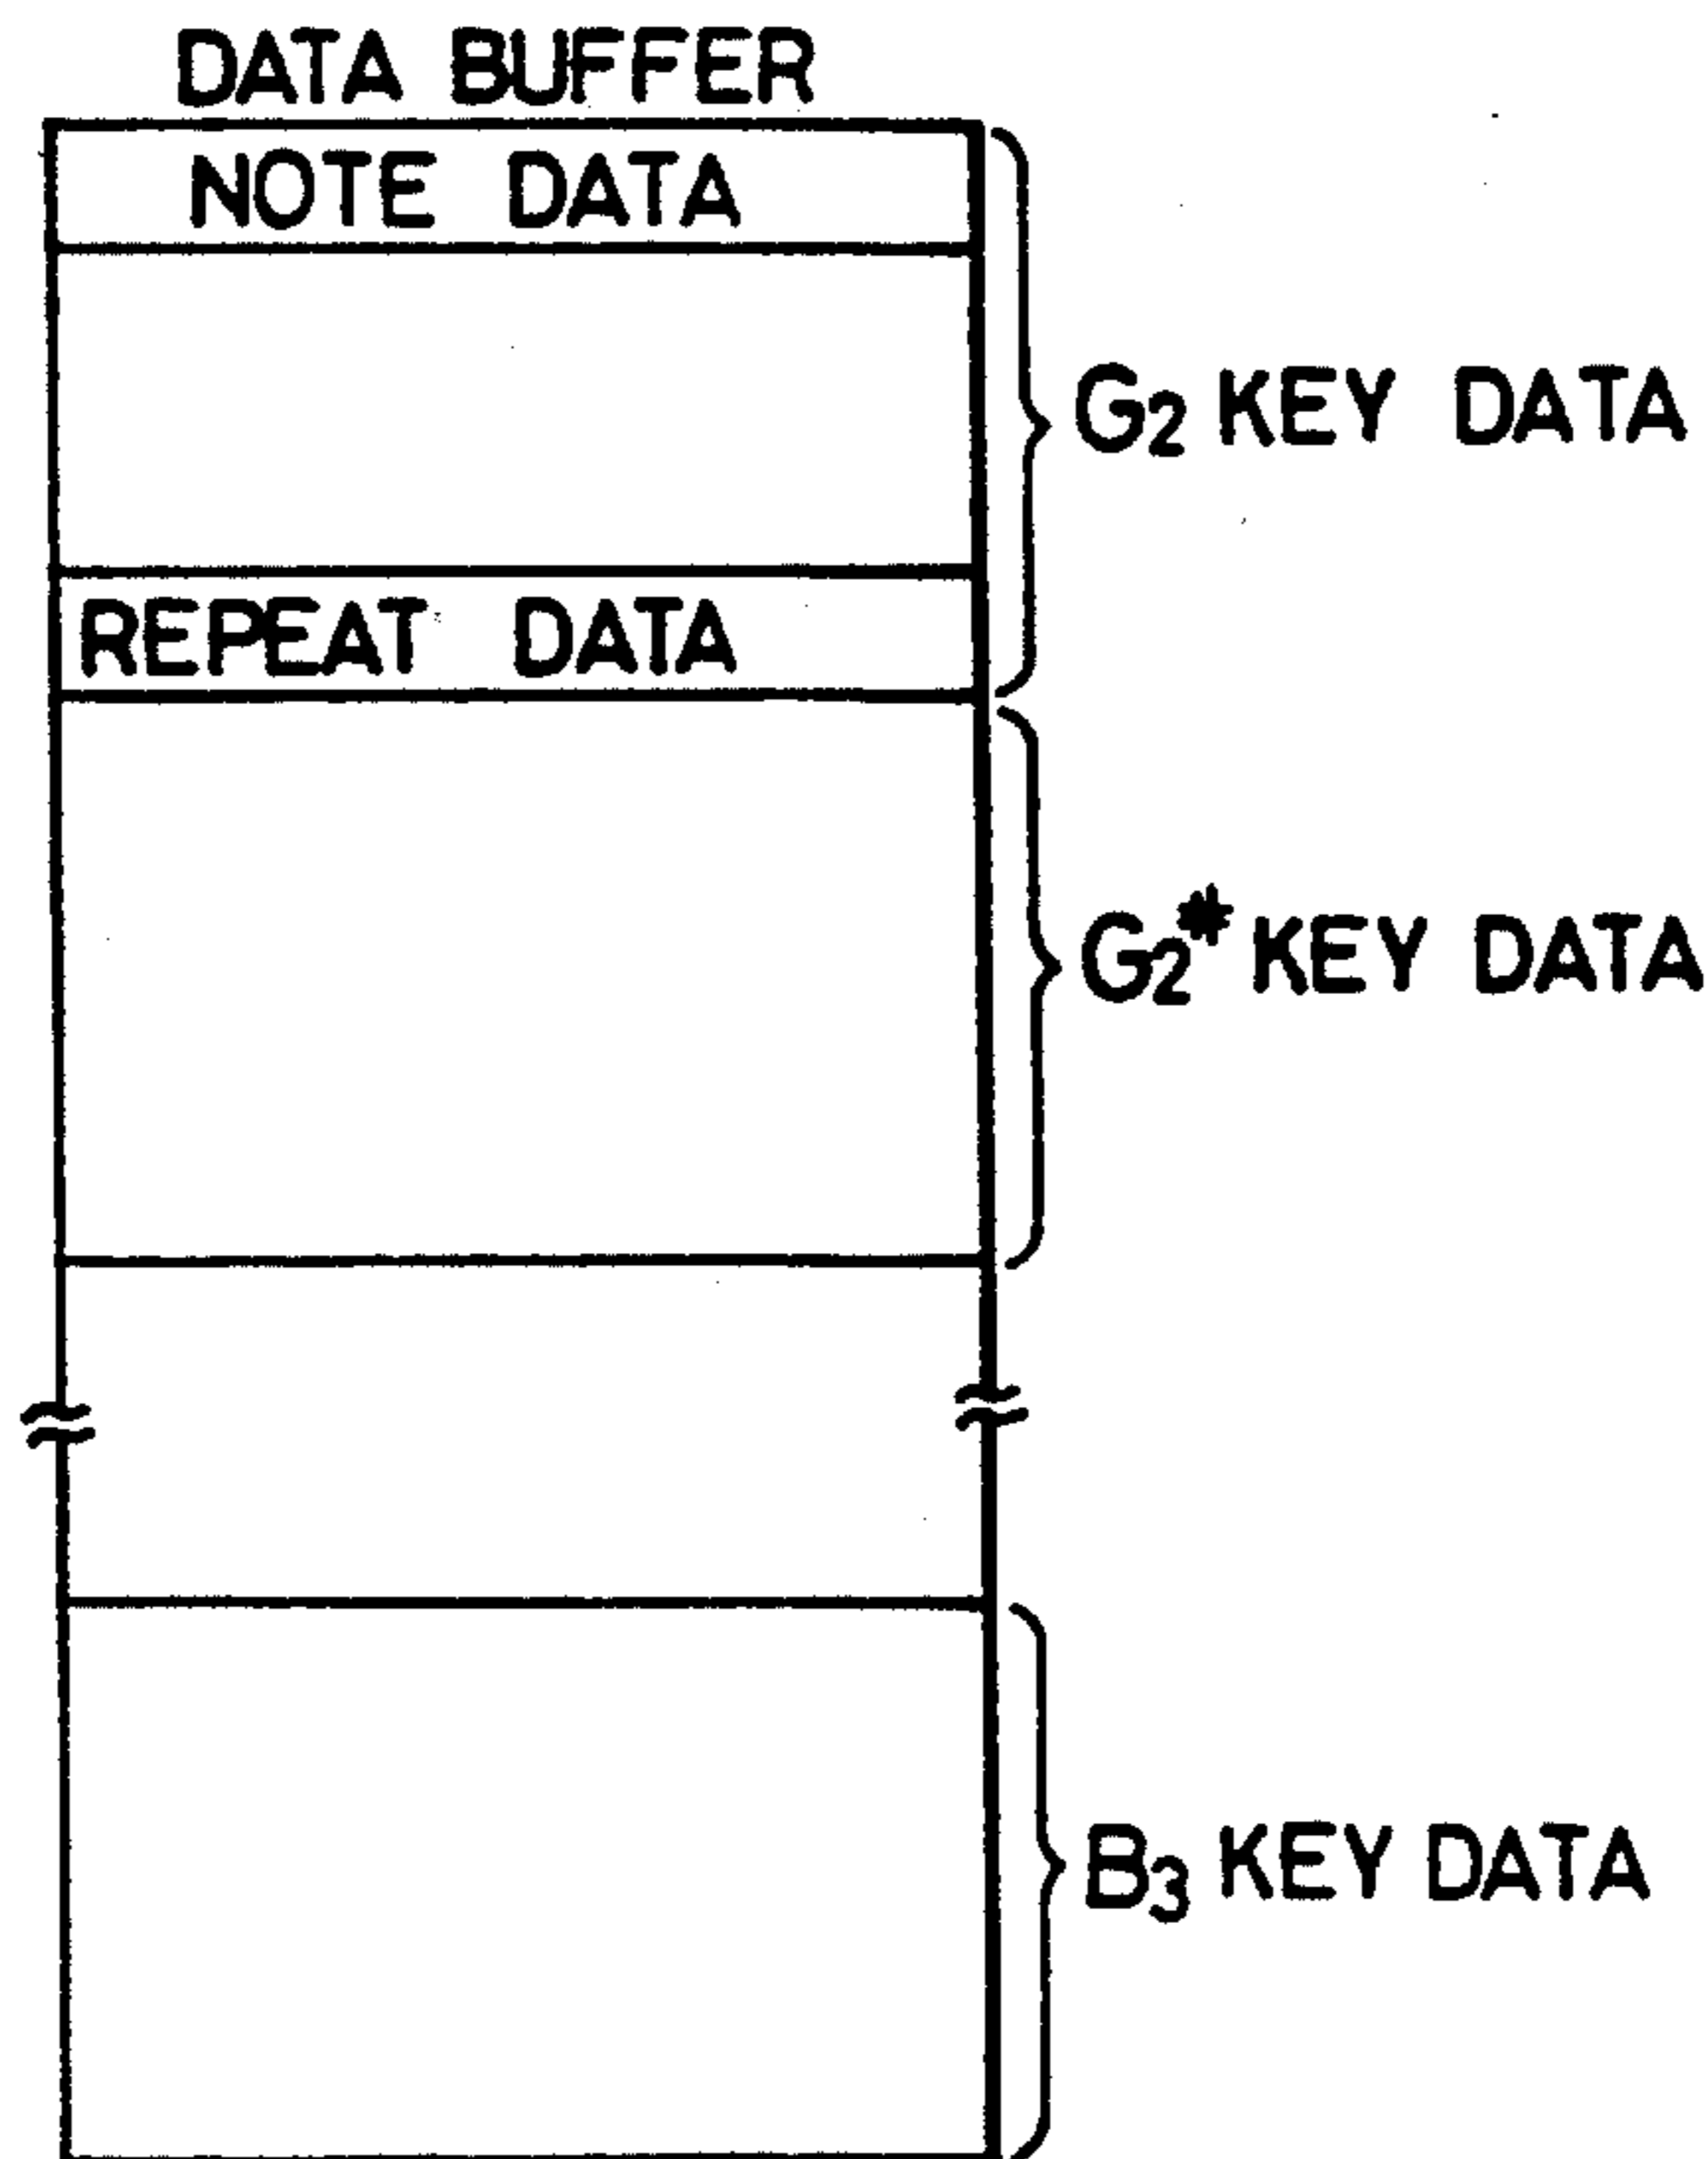 DATA BUFFER
NOTE DATA
G2 KEY DATA
REPEAT DATA
G2# KEY DATA
B3 KEY DATA